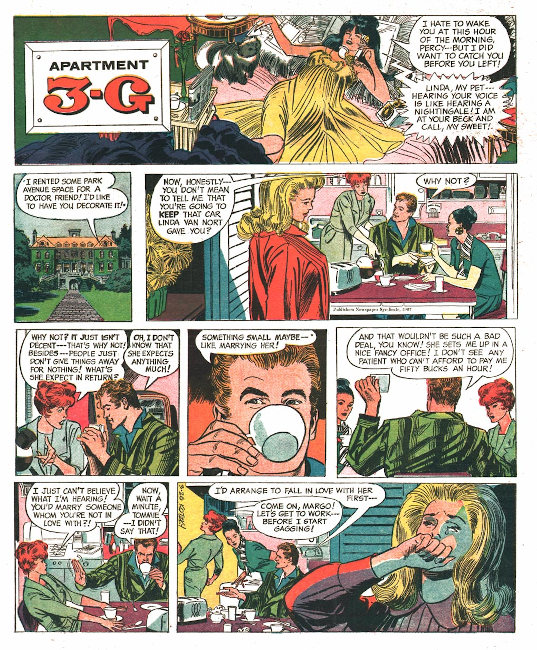 APARTMENT
3-G
I HATE TO WAKE
YOU AT THIS HOUR
OF THE MORNING,
PERCY---BUT I DID
WANT TO CATCH YOU
BEFORE YOU LEFT!
LINDA, MY PET---
HEARING YOUR VOICE
IS LIKE HEARING A
NIGHTINGALE! I AM
AT YOUR BECK AND
CALL, MY SWEET!
"I RENTED SOME PARK
AVENUE SPACE FOR A
DOCTOR FRIEND! I'D LIKE
TO HAVE YOU DECORATE IT!"
NOW, HONESTLY---
YOU DON'T MEAN
TO TELL ME THAT
YOU'RE GOING TO
KEEP THAT CAR
LINDA VAN NORT
GAVE YOU?
WHY NOT?
Publishers Newspaper Syndicate, 1967
WHY NOT? IT JUST ISN'T
DECENT---THAT'S WHY NOT!
BESIDES---PEOPLE JUST
DON'T GIVE THINGS AWAY
FOR NOTHING! WHAT'S
SHE EXPECT IN RETURN?
OH, I DON'T
KNOW THAT
SHE EXPECTS
ANYTHING
MUCH!
SOMETHING SMALL MAYBE---
LIKE MARRYING HER!
AND THAT WOULDN'T BE SUCH A BAD
DEAL, YOU KNOW! SHE SETS ME UP IN A
NICE FANCY OFFICE! I DON'T SEE ANY
PATIENT WHO CAN'T AFFORD TO PAY ME
FIFTY BUCKS AN HOUR!
I JUST CAN'T BELIEVE
WHAT I'M HEARING!
YOU'D MARRY SOMEONE
WHOM YOU'RE NOT IN
LOVE WITH?!
NOW,
WAIT A
MINUTE,
TOMMIE
---I DIDN'T
SAY THAT!
I'D ARRANGE TO FALL IN LOVE WITH HER
FIRST---
COME ON, MARGO!
LET'S GET TO WORK---
BEFORE I START
GAGGING!